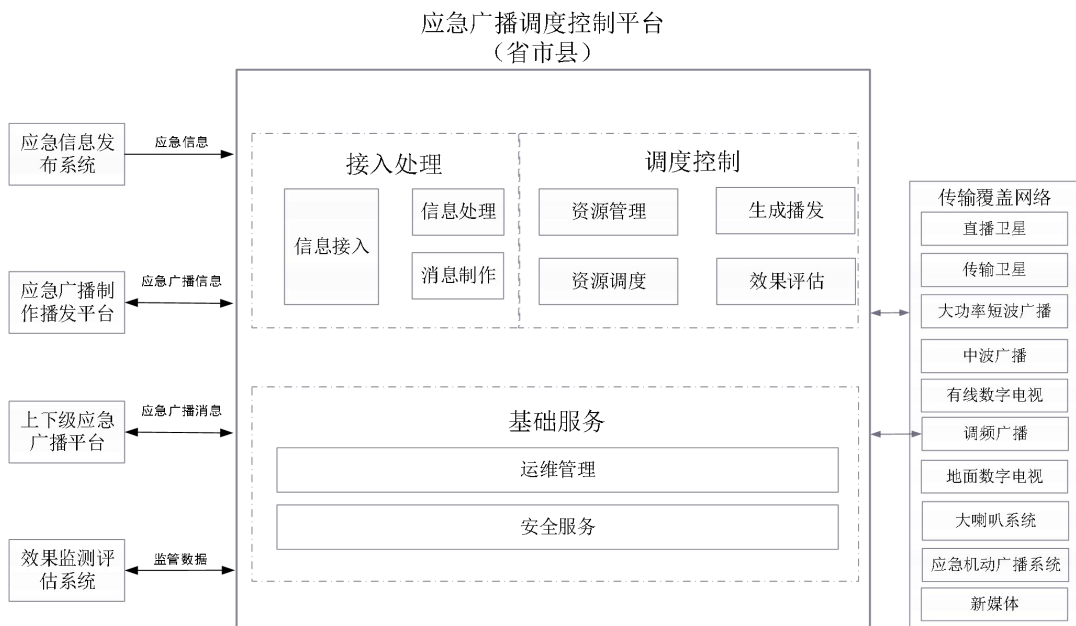 应急广播调度控制平台
（省市县）
应急信息发
布系统
应急信息
应急广播制
作播发平台
应急广播信息
上下级应急
广播平台
应急广播消息
效果监测评
估系统
监管数据
接入处理
信息接入
信息处理
消息制作
调度控制
资源管理
生成播发
资源调度
效果评估
基础服务
运维管理
安全服务
传输覆盖网络
直播卫星
传输卫星
大功率短波广播
中波广播
有线数字电视
调频广播
地面数字电视
大喇叭系统
应急机动广播系统
新媒体